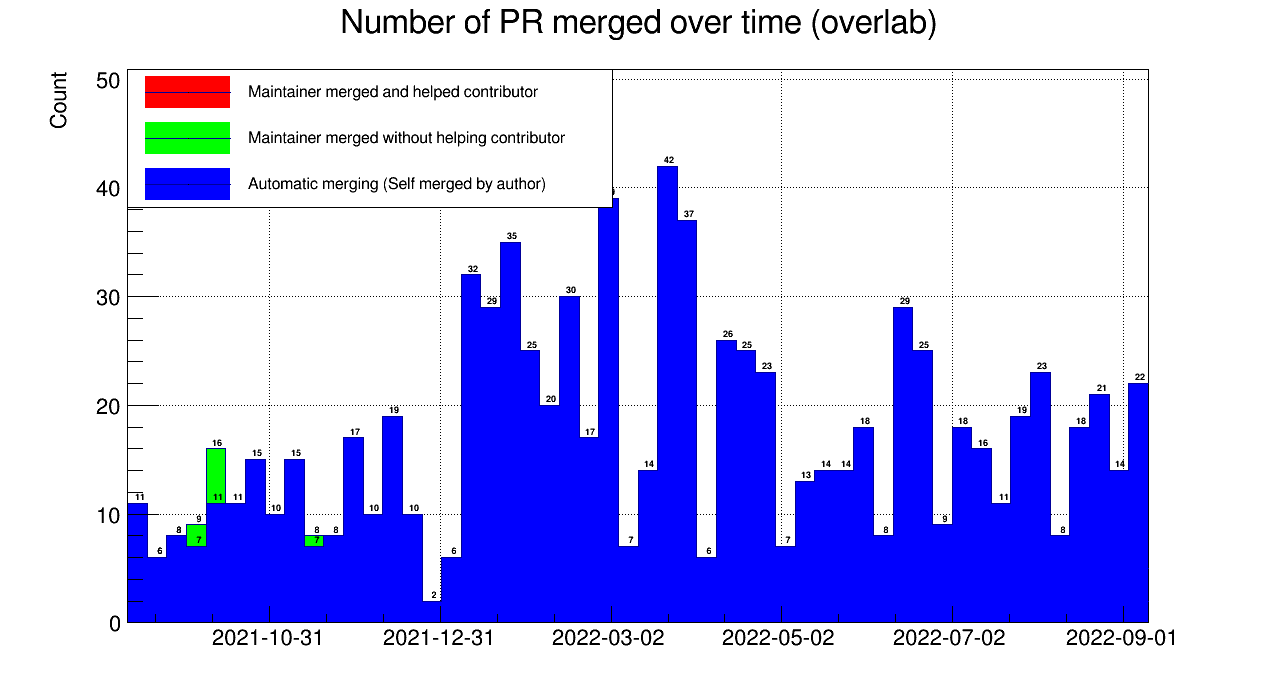 Number of PR merged over time (overlab)
Count
50
40
30
20
10
0
Maintainer merged and helped contributor
Maintainer merged without helping contributor
Automatic merging (Self merged by author)
11 6 8 9 7 16 11 11 15 10 15 8 7 8 17 10 19 10 2 6 32 29 35 25 20 30 17 7 14 42 37 6 26 25 23 7 13 14 14 18 8 29 25 9 18 16 11 19 23 8 18 21 14 22
2021-10-31 2021-12-31 2022-03-02 2022-05-02 2022-07-02 2022-09-01